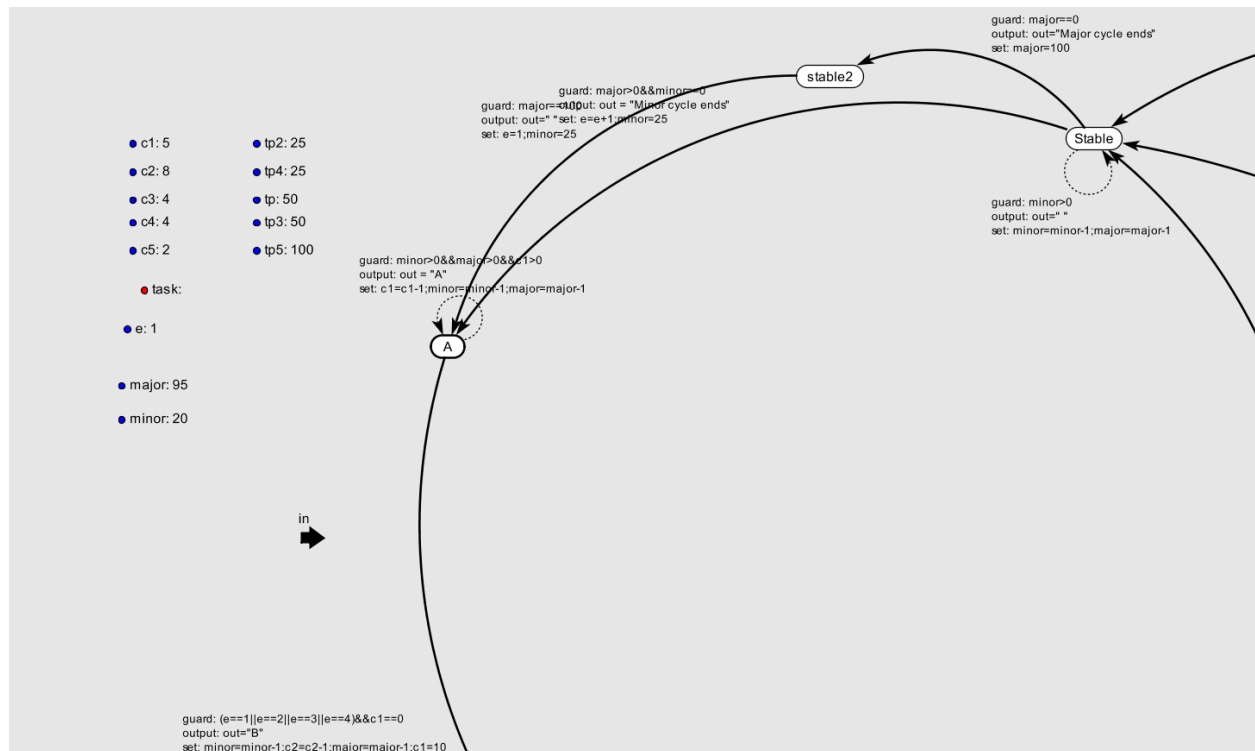 guard: major==0
output: out="Major cycle ends"
set: major=100
stable2
guard: major>0&&minor==0
output: out = "Minor cycle ends"
set: e=e+1;minor=25
guard: major==100
output: out=" "
set: e=1;minor=25
Stable
c1: 5
tp2: 25
c2: 8
tp4: 25
c3: 4
tp: 50
c4: 4
tp3: 50
c5: 2
tp5: 100
guard: minor>0
output: out=" "
set: minor=minor-1;major=major-1
guard: minor>0&&major>0&&c1>0
output: out = "A"
set: c1=c1-1;minor=minor-1;major=major-1
task:
e: 1
A
major: 95
minor: 20
in
guard: (e==1||e==2||e==3||e==4)&&c1==0
output: out="B"
set: minor=minor-1;c2=c2-1;major=major-1;c1=10